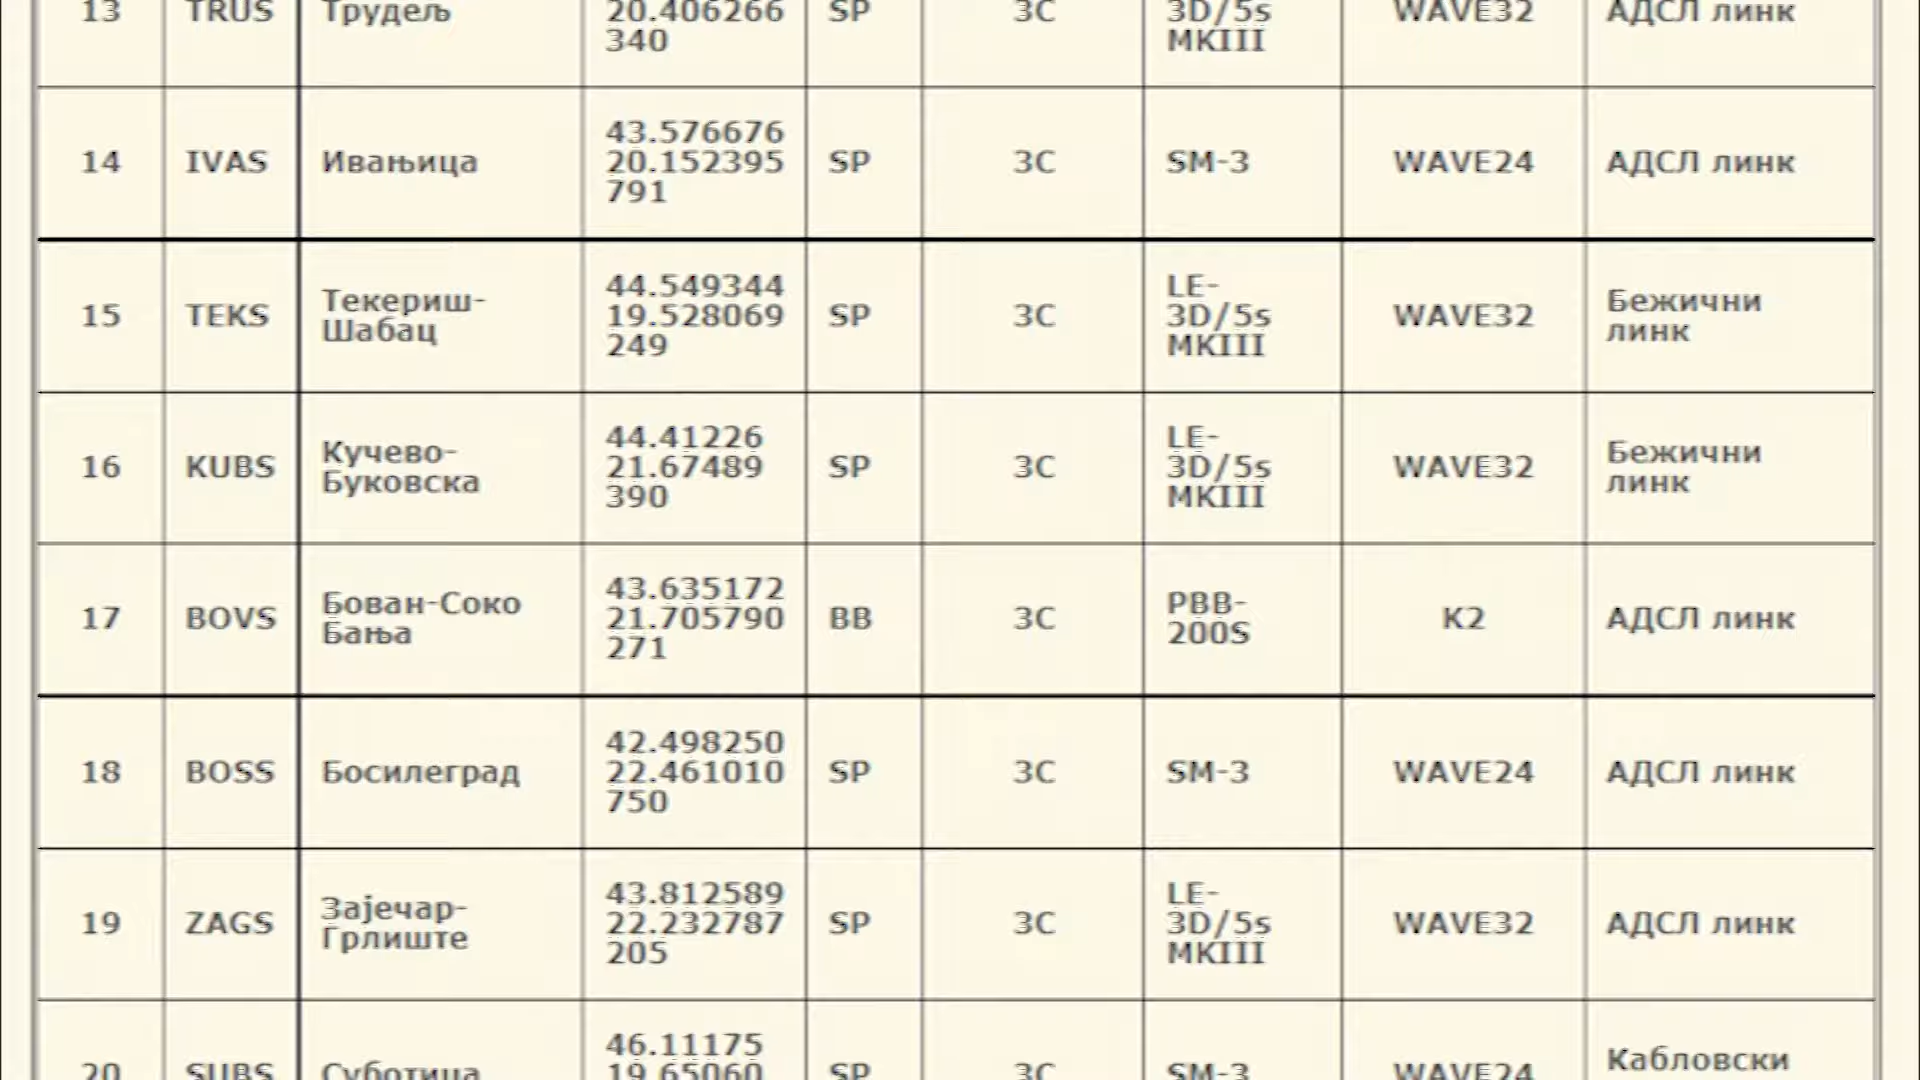 13 TRUS Трудељ 20.406266 SP 3C 3D/5s WAVE32 АДСЛ линк
340 MKIII
43.576676
14 IVAS Ивањица 20.152395 SP 3C SM-3 WAVE24 АДСЛ линк
791
44.549344 LE-
15 TEKS Текериш- 19.528069 SP 3C 3D/5s WAVE32 Бежични
Шабац 249 MKIII линк
44.41226 LE-
16 KUBS Кучево- 21.67489 SP 3C 3D/5s WAVE32 Бежични
Буковска 390 MKIII линк
43.635172
17 BOVS Бован-Соко 21.705790 BB 3C PBB- K2 АДСЛ линк
Бања 271 200S
42.498250
18 BOSS Босилеград 22.461010 SP 3C SM-3 WAVE24 АДСЛ линк
750
43.812589 LE-
19 ZAGS Зајечар- 22.232787 SP 3C 3D/5s WAVE32 АДСЛ линк
Грлиште 205 MKIII
46.11175 Кабловски
20 SUBS Суботица 19.65060 SP 3C SM-3 WAVE24